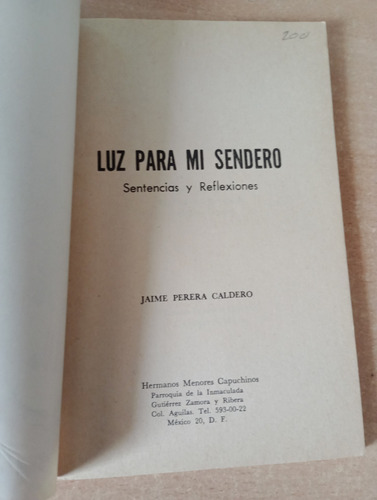 200
LUZ PARA MI SENDERO
Sentencias y Reflexiones
JAIME PERERA CALDERO
Hermanos Menores Capuchinos
Parroquia de la Inmaculada
Gutiérrez Zamora y Ribera
Col. Aguilas. Tel. 593-00-22
México 20, D. F.